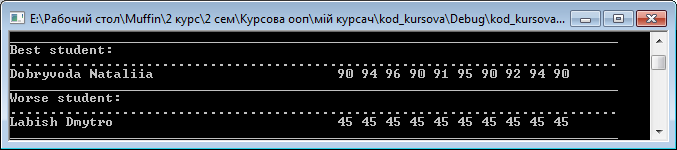 E:\Рабочий стол\Muffin\2 курс\2 сем\Курсова ооп\мій курсач\kod_kursova\Debug\kod_kursova...
Best student:
Dobryvoda Nataliia 90 94 96 90 91 95 90 92 94 90
Worse student:
Labish Dmytro 45 45 45 45 45 45 45 45 45 45